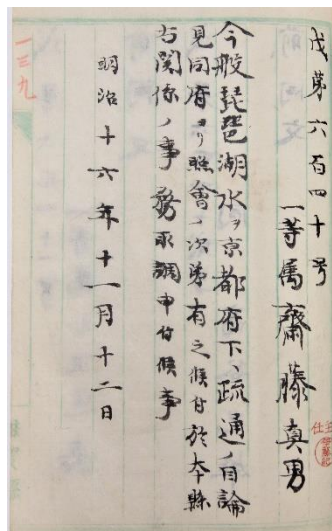 戊第六百四十号
一等属齋藤真男
今般琵琶湖水ヲ京都府下ヘ疏通ノ目論
見同府ヨリ照會ノ次第有之候付於本縣
右関係ノ事務取調申付候事
明治十六年十一月十二日
一三九